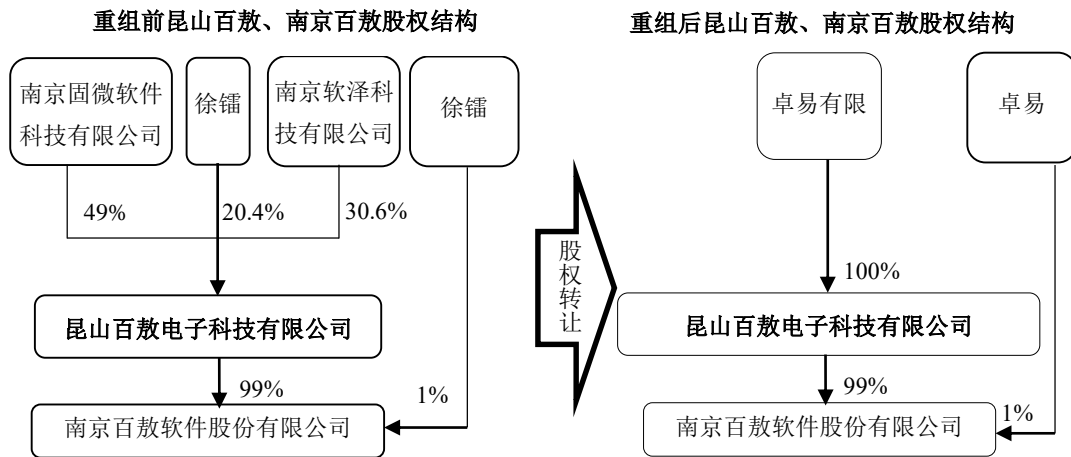 重组前昆山百敖、南京百敖股权结构
重组后昆山百敖、南京百敖股权结构
南京固微软件
科技有限公司
徐镭
南京软泽科
技有限公司
徐镭
卓易有限
卓易
49%
20.4%
30.6%
股权转让
100%
昆山百敖电子科技有限公司
昆山百敖电子科技有限公司
99%
1%
99%
1%
南京百敖软件股份有限公司
南京百敖软件股份有限公司